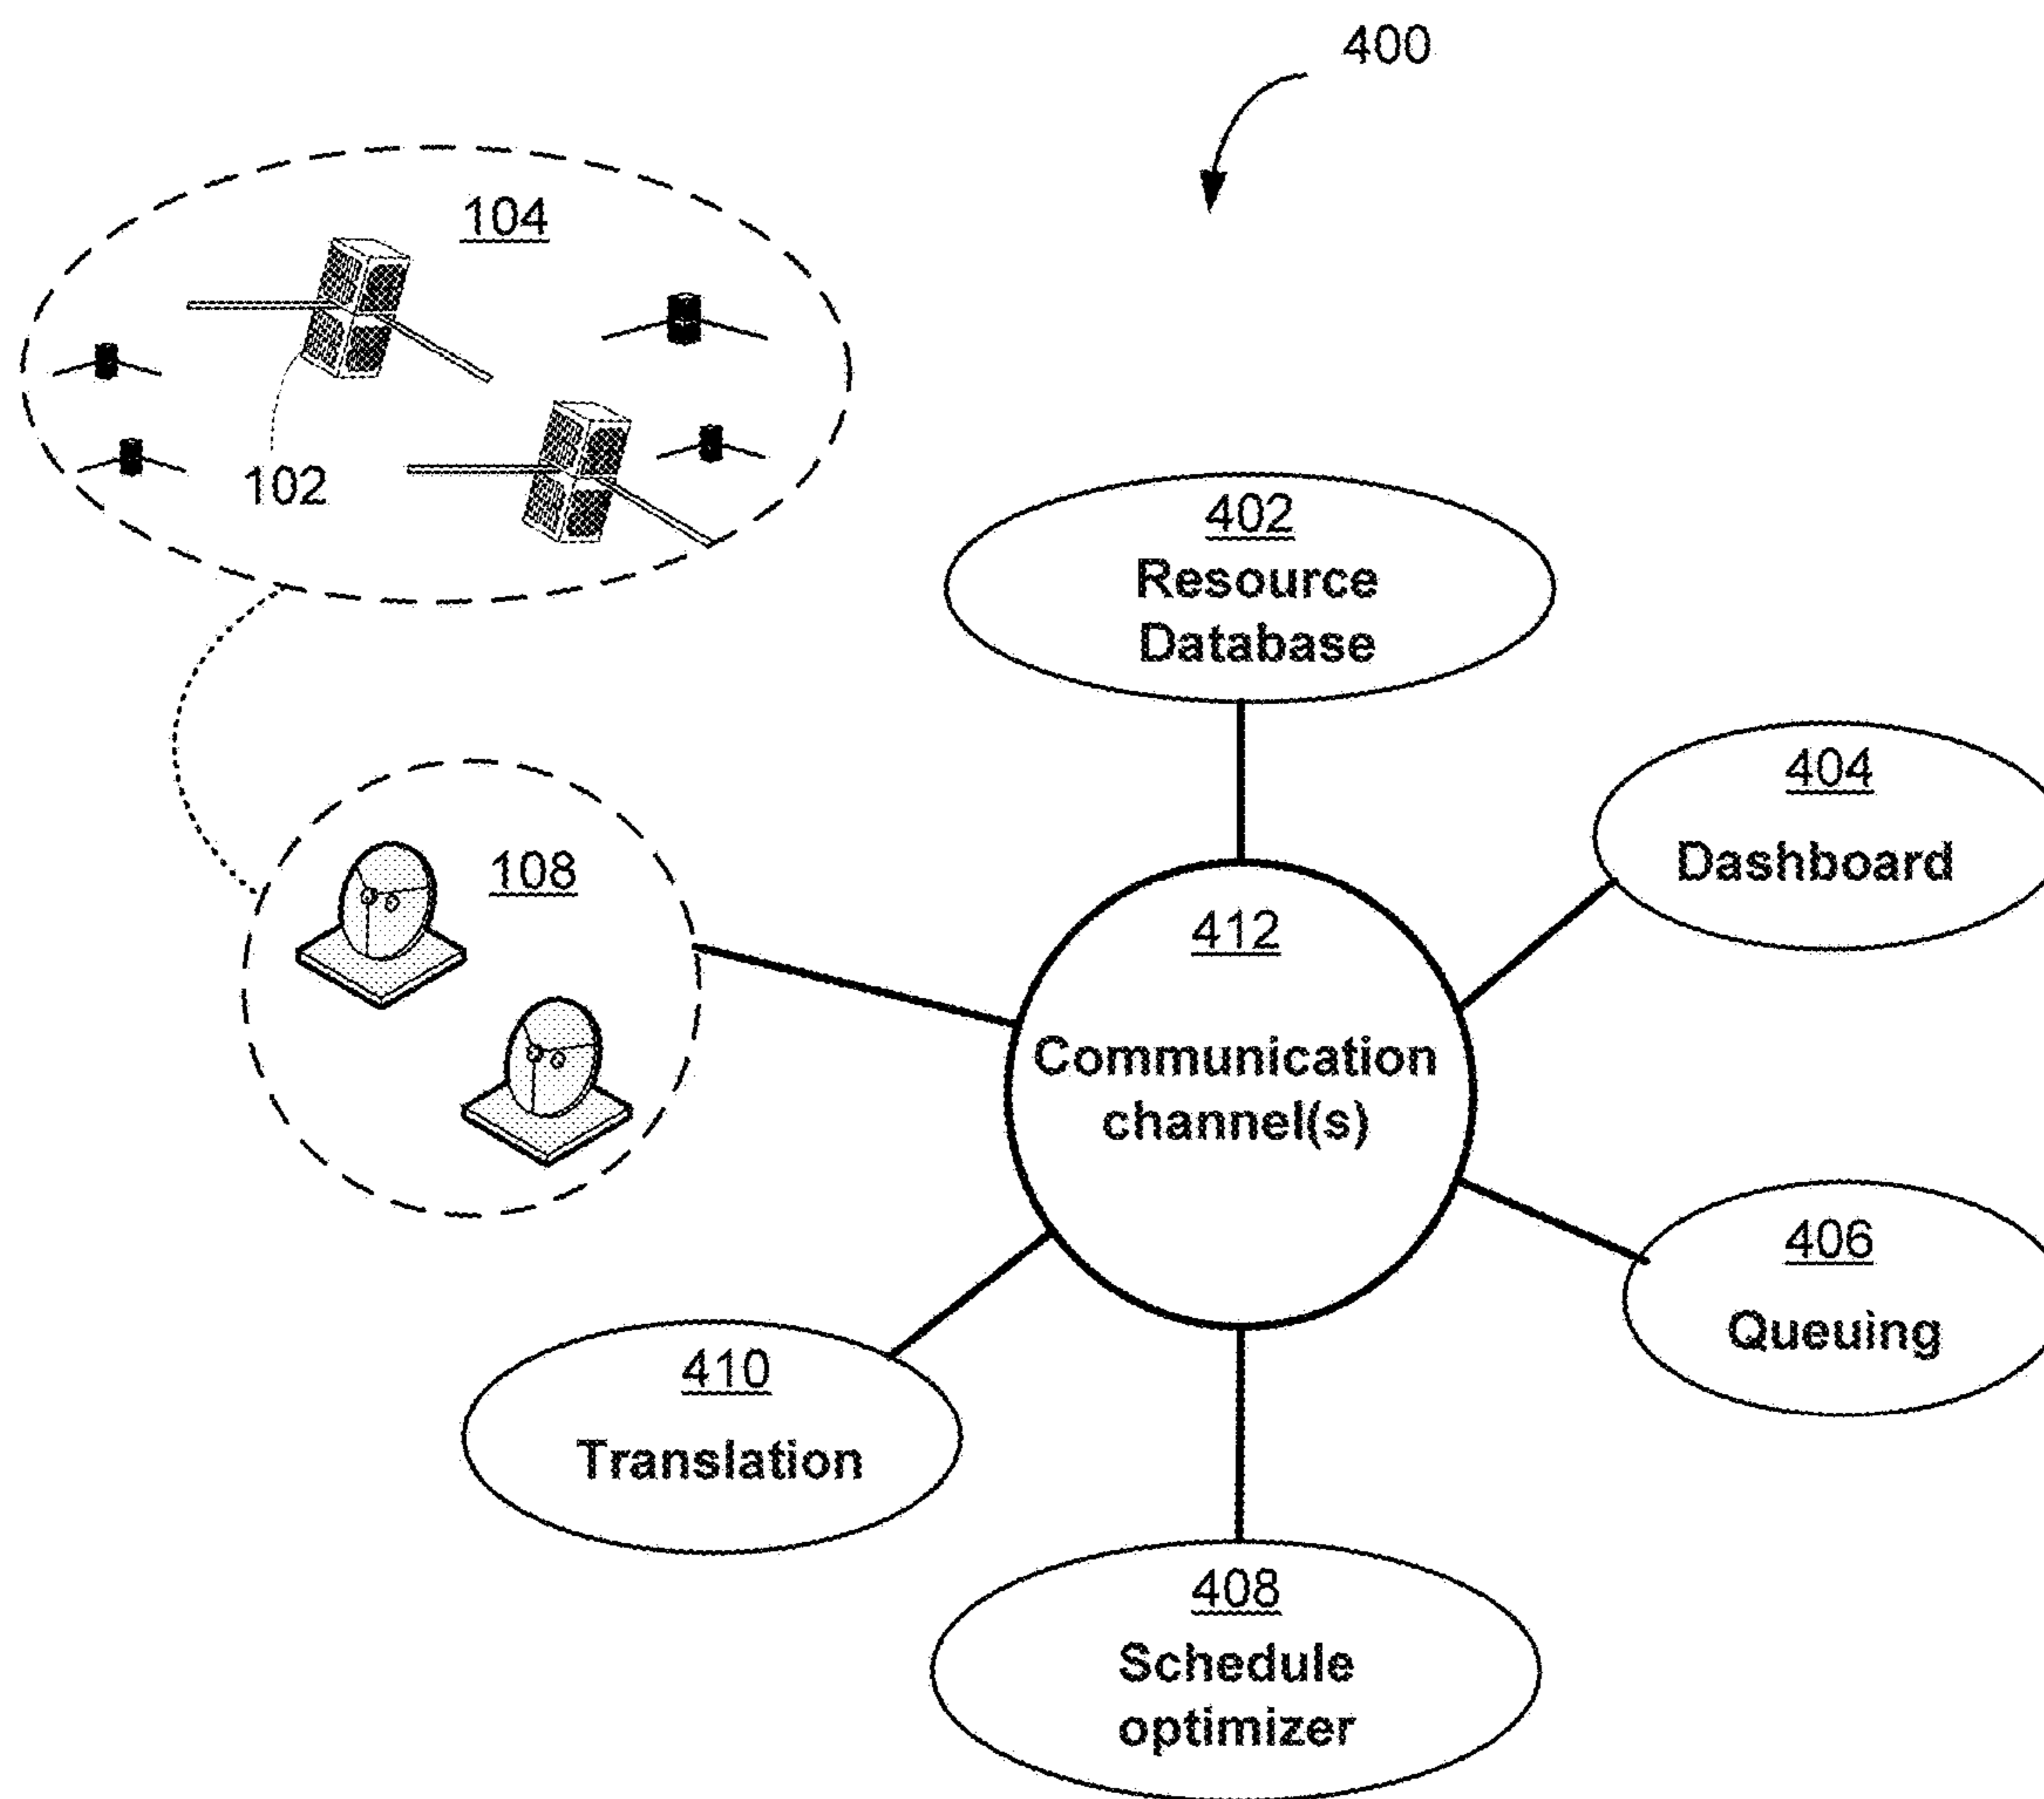 400
104
102
402
Resource
Database
404
Dashboard
108
412
Communication
channel(s)
406
Queuing
410
Translation
408
Schedule
optimizer